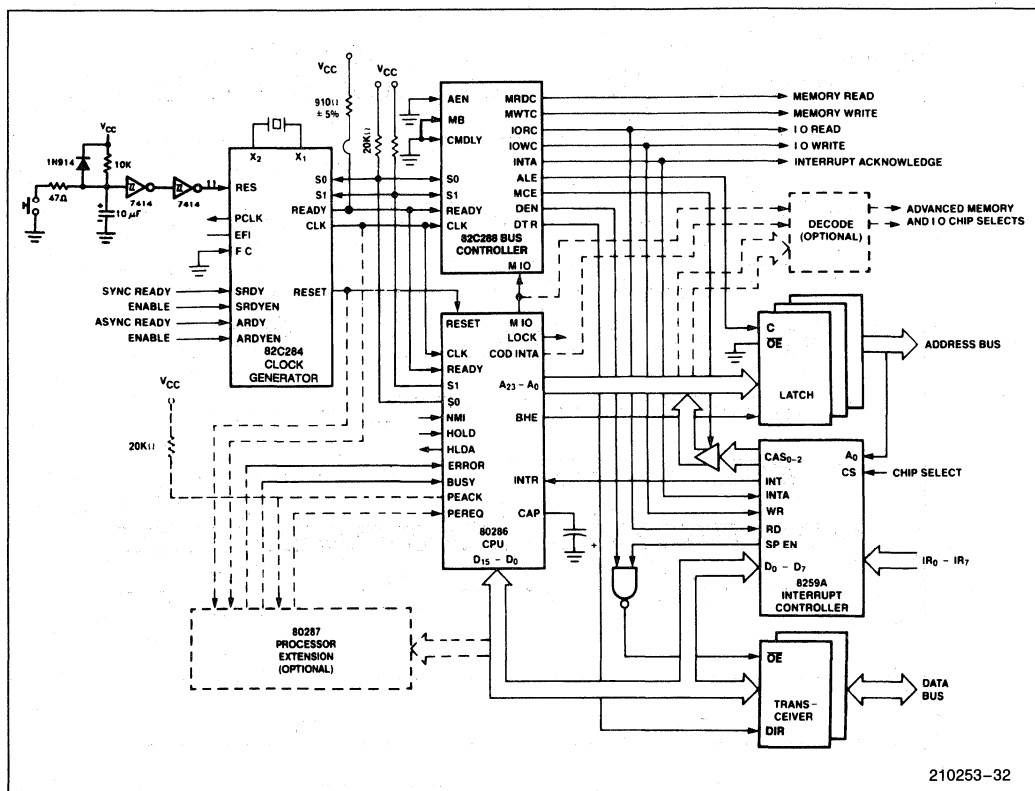 VCC
1N914
10K
47Ω
10 μF
7414
7414
X2
X1
RES
PCLK
EFI
F C
SYNC READY
ENABLE
ASYNC READY
ENABLE
SRDY
SRDYEN
ARDY
ARDYEN
S0
S1
READY
CLK
RESET
82C284
CLOCK
GENERATOR
VCC
910Ω
± 5%
VCC
20KΩ
AEN
MB
CMDLY
S0
S1
READY
CLK
MRDC
MWTC
IORC
IOWC
INTA
ALE
MCE
DEN
DT R
82C288 BUS
CONTROLLER
M IO
MEMORY READ
MEMORY WRITE
I O READ
I O WRITE
INTERRUPT ACKNOWLEDGE
DECODE
(OPTIONAL)
ADVANCED MEMORY
AND I O CHIP SELECTS
VCC
20KΩ
RESET
CLK
READY
S1
S0
NMI
HOLD
HLDA
ERROR
BUSY
PEACK
PEREQ
M IO
LOCK
COD INTA
A23 – A0
BHE
INTR
CAP
+
80286
CPU
D15 – D0
C
OE
LATCH
ADDRESS BUS
CAS0-2
A0
CS
CHIP SELECT
INT
INTA
WR
RD
SP EN
D0 – D7
IR0 – IR7
8259A
INTERRUPT
CONTROLLER
80287
PROCESSOR
EXTENSION
(OPTIONAL)
OE
TRANS –
CEIVER
DIR
DATA
BUS
210253–32